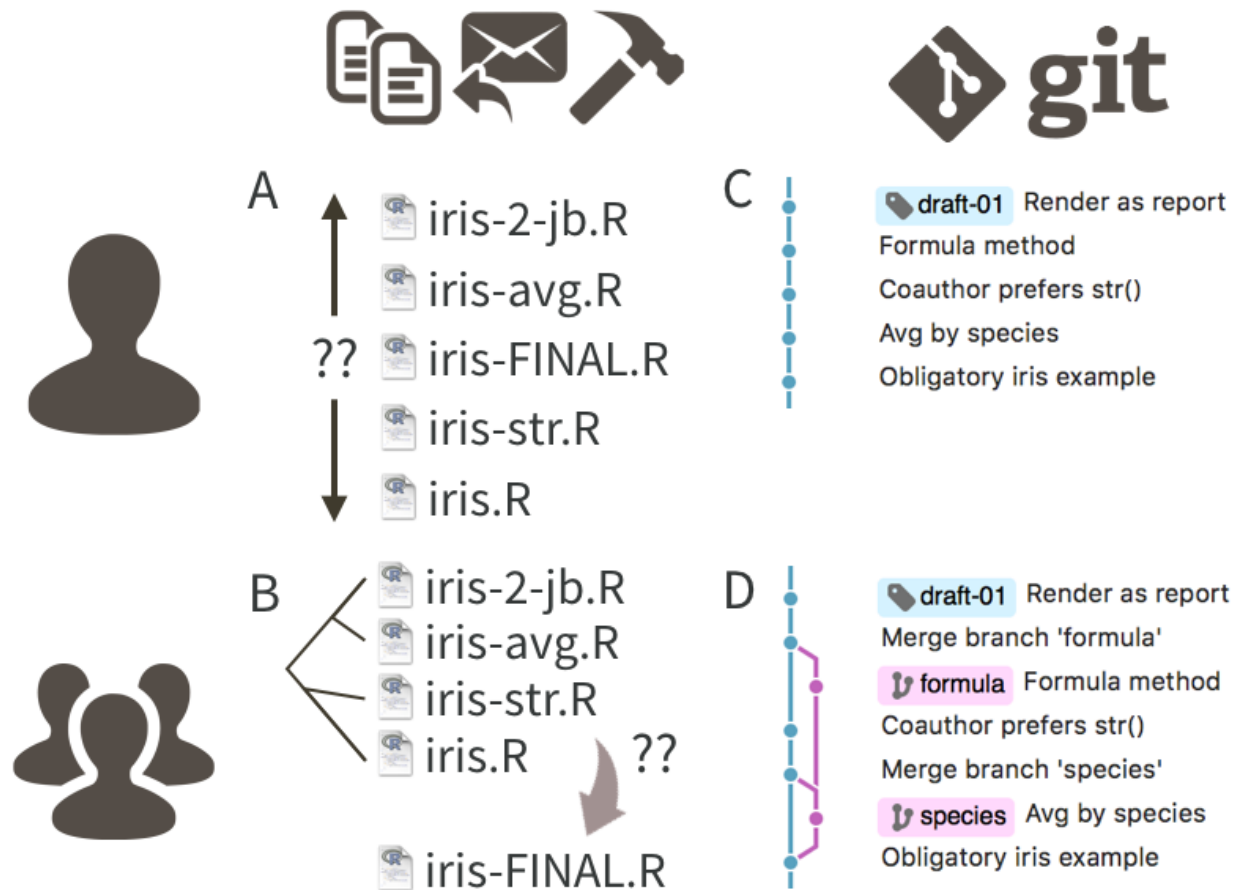 git
A
iris-2-jb.R
iris-avg.R
??
iris-FINAL.R
iris-str.R
iris.R
C
draft-01 Render as report
Formula method
Coauthor prefers str()
Avg by species
Obligatory iris example
B
iris-2-jb.R
iris-avg.R
iris-str.R
iris.R
??
iris-FINAL.R
D
draft-01 Render as report
Merge branch 'formula'
formula Formula method
Coauthor prefers str()
Merge branch 'species'
species Avg by species
Obligatory iris example